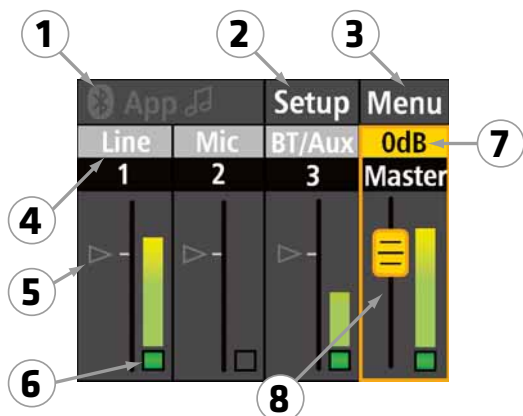 1 2 3
App Setup Menu
Line Mic BT/Aux 0dB 7
4 1 2 3 Master
5
6
8